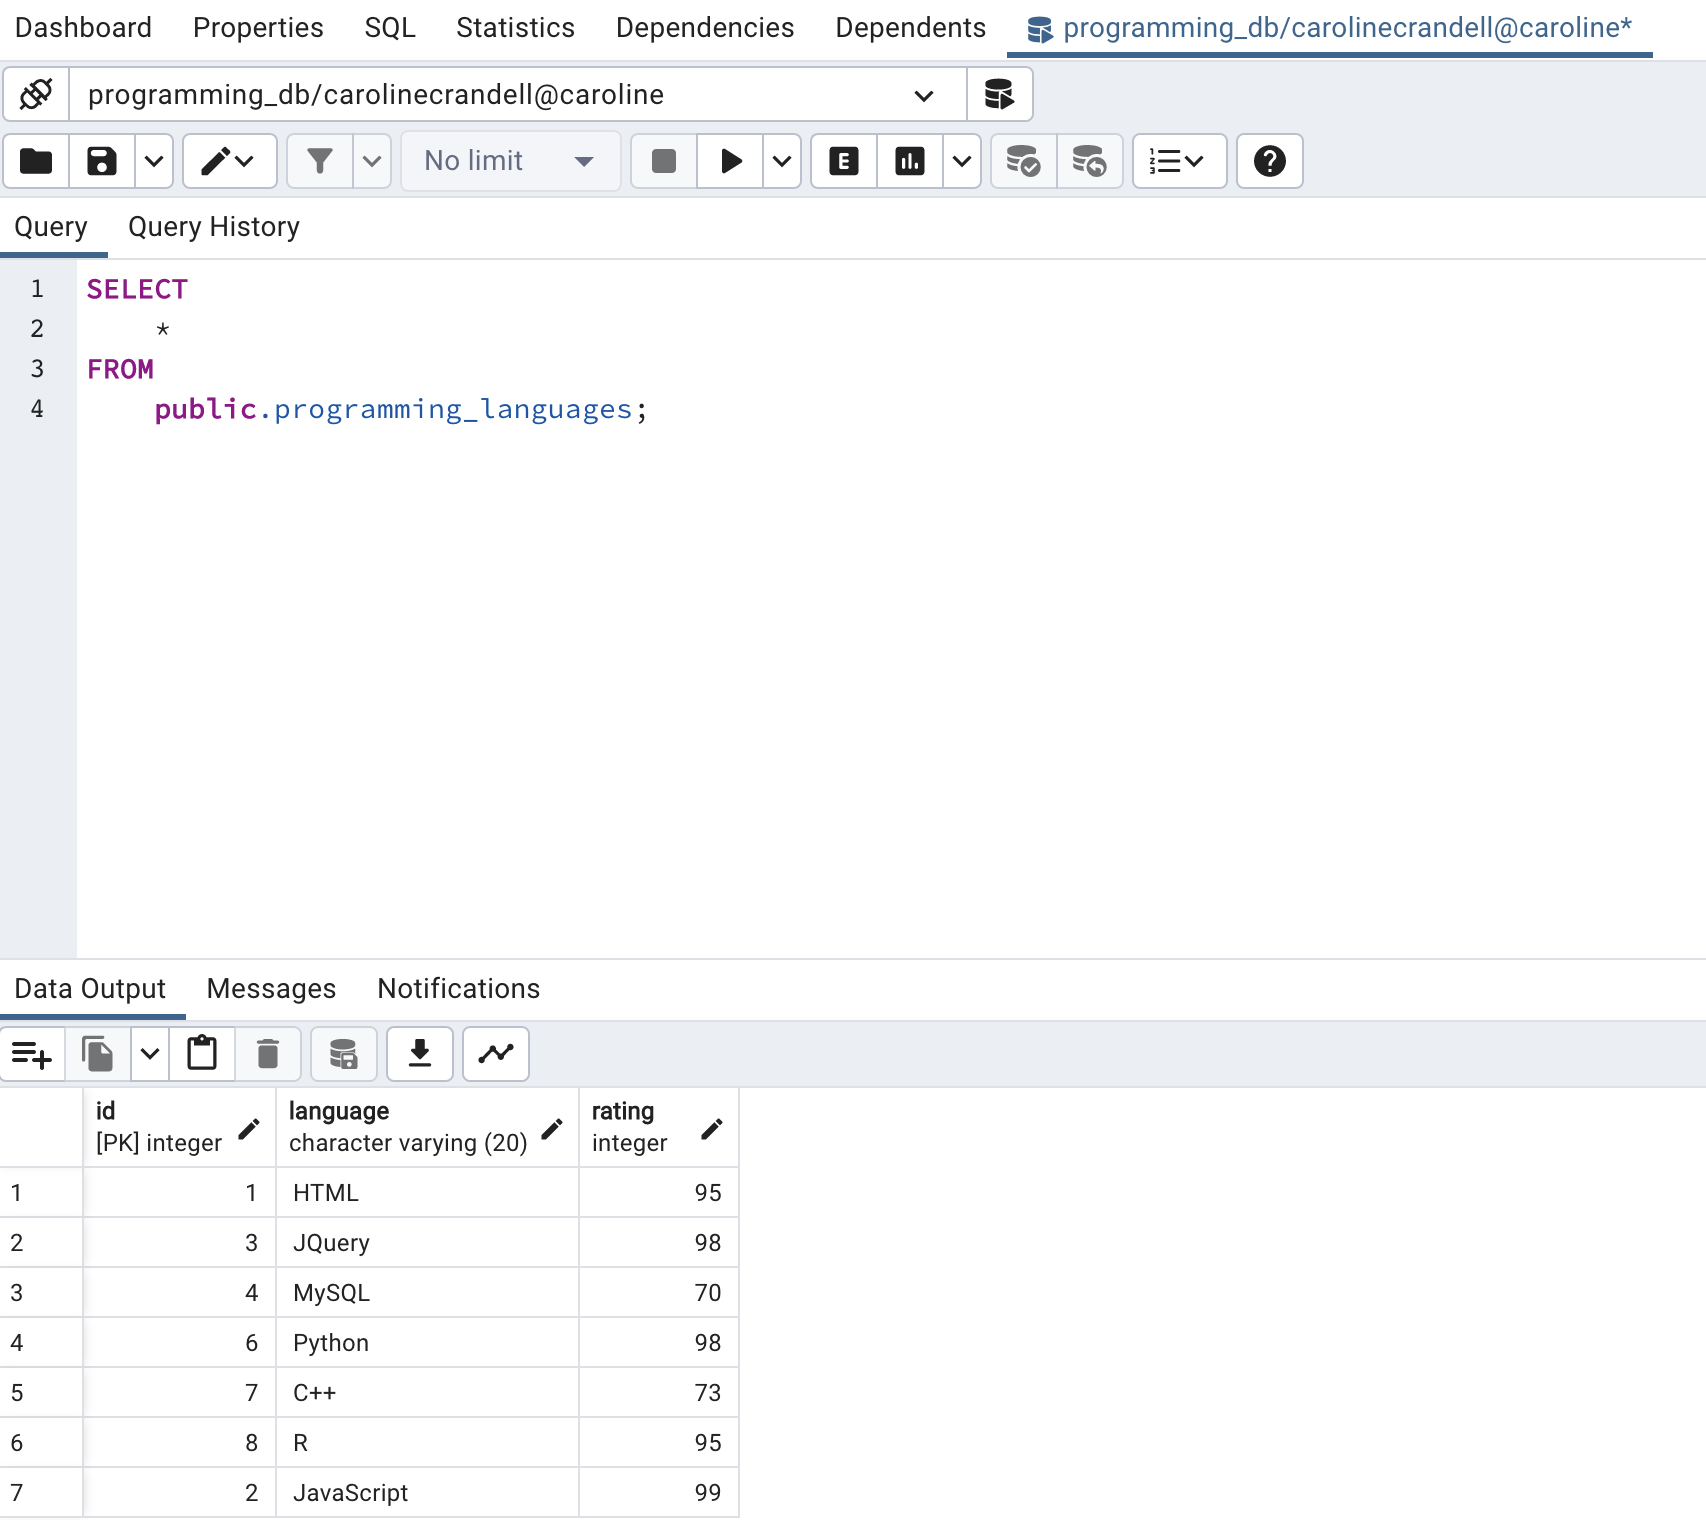 Dashboard Properties SQL Statistics Dependencies Dependents programming_db/carolinecrandell@caroline*
programming_db/carolinecrandell@caroline
No limit E
Query Query History
1 SELECT
2 *
3 FROM
4 public.programming_languages;
Data Output Messages Notifications
id language rating
[PK] integer character varying (20) integer
1 1 HTML 95
2 3 JQuery 98
3 4 MySQL 70
4 6 Python 98
5 7 C++ 73
6 8 R 95
7 2 JavaScript 99